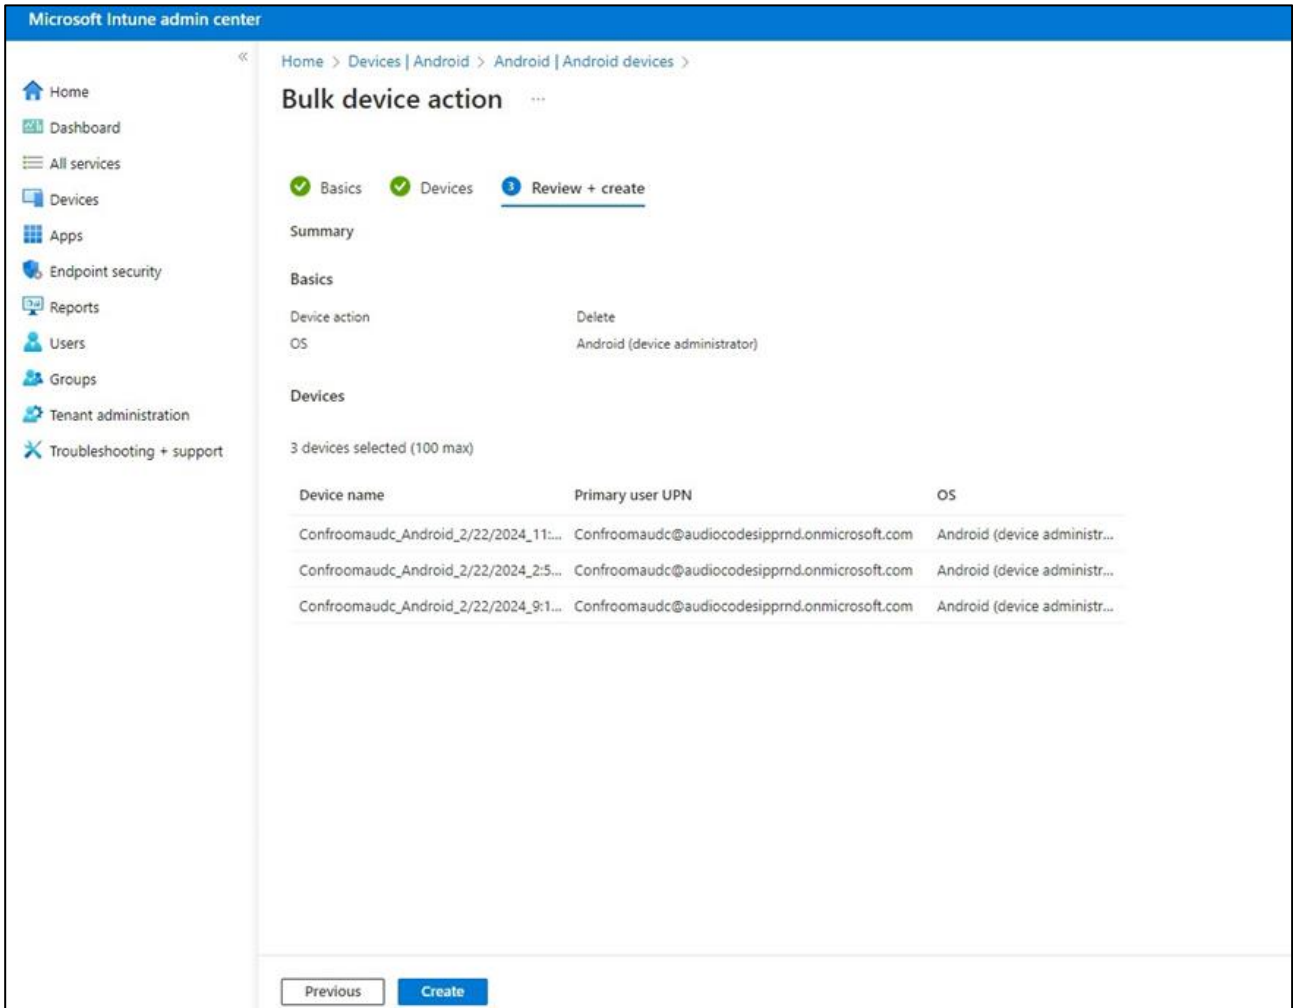 Microsoft Intune admin center
«
Home > Devices | Android > Android | Android devices >
Bulk device action ...
Home
Dashboard
All services
Devices
Apps
Endpoint security
Reports
Users
Groups
Tenant administration
Troubleshooting + support
Basics Devices 3 Review + create
Summary
Basics
Device action Delete
OS Android (device administrator)
Devices
3 devices selected (100 max)
Device name Primary user UPN OS
Confroomaudc_Android_2/22/2024_11:... Confroomaudc@audiocodesipprnd.onmicrosoft.com Android (device administr...
Confroomaudc_Android_2/22/2024_2:5... Confroomaudc@audiocodesipprnd.onmicrosoft.com Android (device administr...
Confroomaudc_Android_2/22/2024_9:1... Confroomaudc@audiocodesipprnd.onmicrosoft.com Android (device administr...
Previous Create